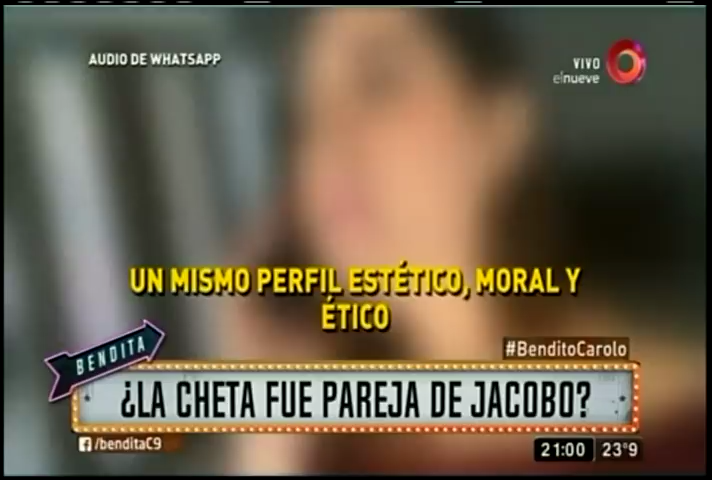 AUDIO DE WHATSAPP
VIVO
elnueve
UN MISMO PERFIL ESTÉTICO, MORAL Y
ÉTICO
#BenditoCarolo
BENDITA
¿LA CHETA FUE PAREJA DE JACOBO?
/benditaC9
21:00 23°9